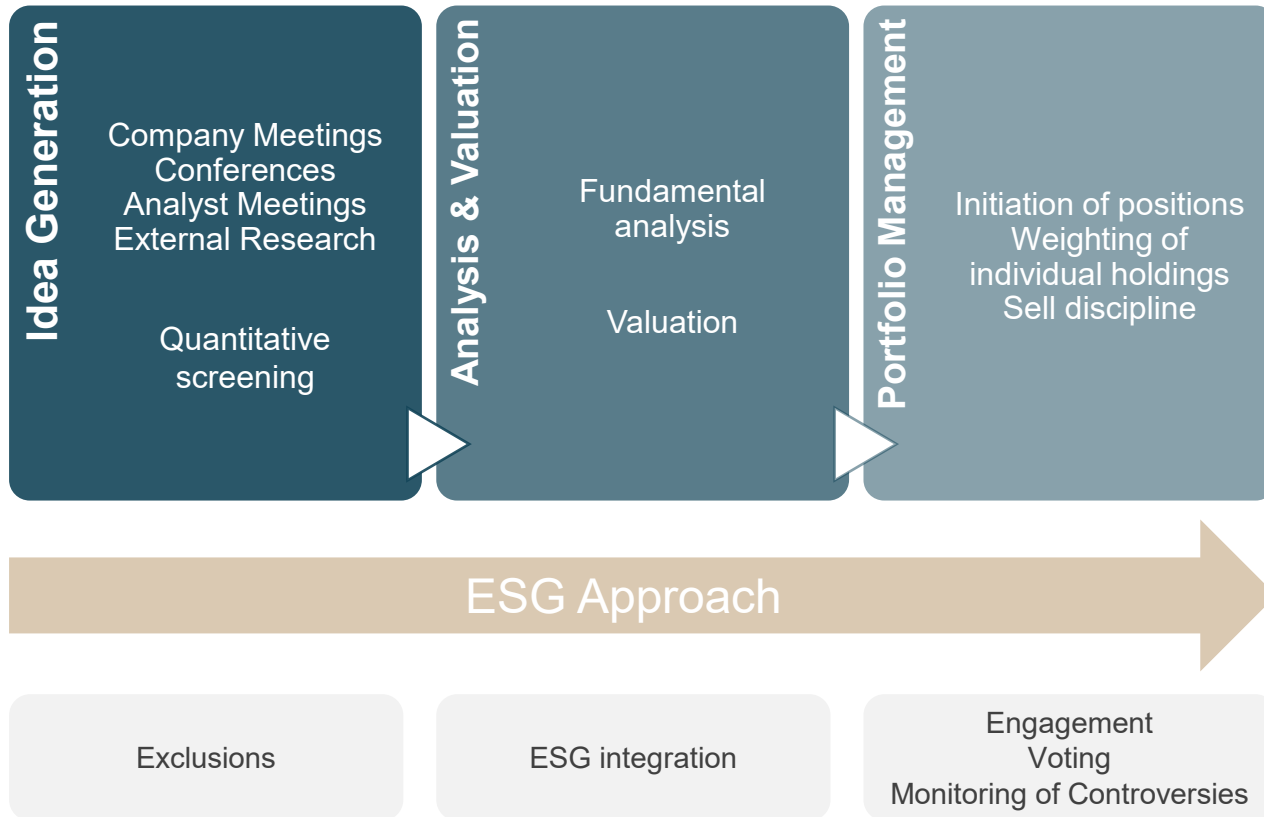 Idea Generation
Company Meetings
Conferences
Analyst Meetings
External Research
Quantitative
screening
Analysis & Valuation
Fundamental
analysis
Valuation
Portfolio Management
Initiation of positions
Weighting of
individual holdings
Sell discipline
ESG Approach
Exclusions
ESG integration
Engagement
Voting
Monitoring of Controversies